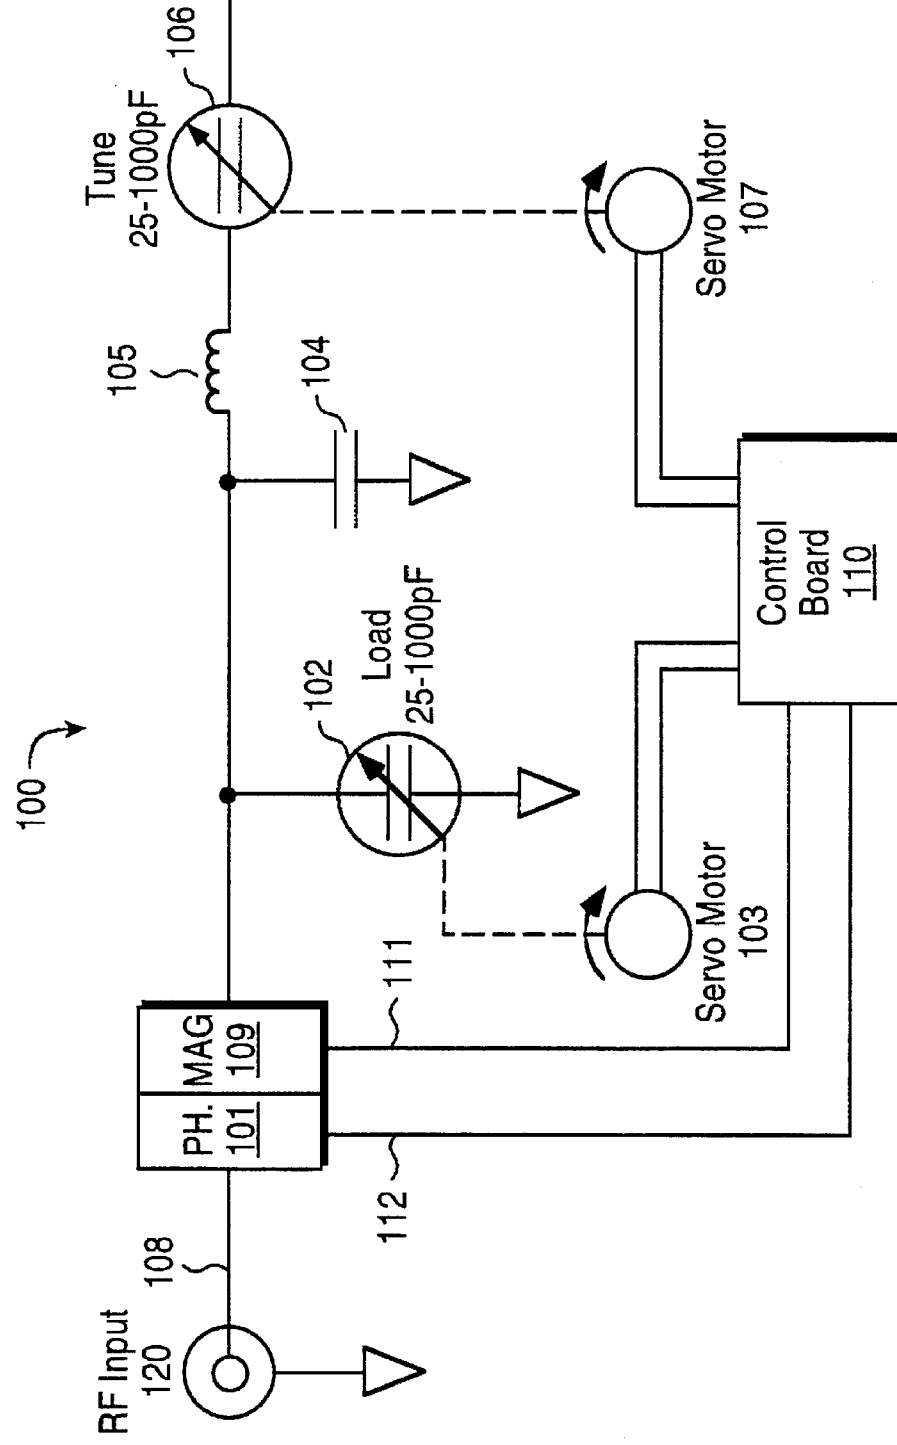 100
RF Input
120
108
PH.
101
MAG
109
112
111
102
Load
25-1000pF
104
105
Tune
25-1000pF
106
Servo Motor
103
Servo Motor
107
Control
Board
110